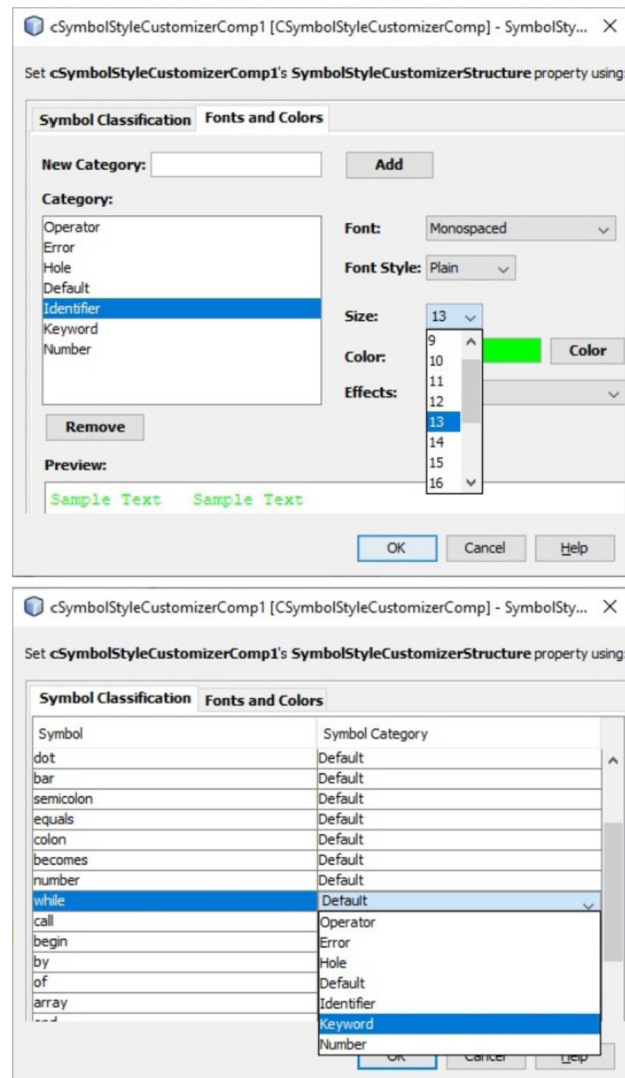 cSymbolStyleCustomizerComp1 [CSymbolStyleCustomizerComp] - SymbolSty...
Set cSymbolStyleCustomizerComp1's SymbolStyleCustomizerStructure property using:
Symbol Classification Fonts and Colors
New Category: Add
Category:
Operator Font: Monospaced
Error
Hole Font Style: Plain
Default
Identifier Size: 13
Keyword 9
Number Color: 10 Color
11
Effects: 12
Remove 13
14
Preview: 15
16
Sample Text Sample Text
OK Cancel Help
cSymbolStyleCustomizerComp1 [CSymbolStyleCustomizerComp] - SymbolSty...
Set cSymbolStyleCustomizerComp1's SymbolStyleCustomizerStructure property using:
Symbol Classification Fonts and Colors
Symbol Symbol Category
dot Default
bar Default
semicolon Default
equals Default
colon Default
becomes Default
number Default
while Default
call Operator
begin Error
by Hole
of Default
array Identifier
Keyword
Number
OK Cancel Help